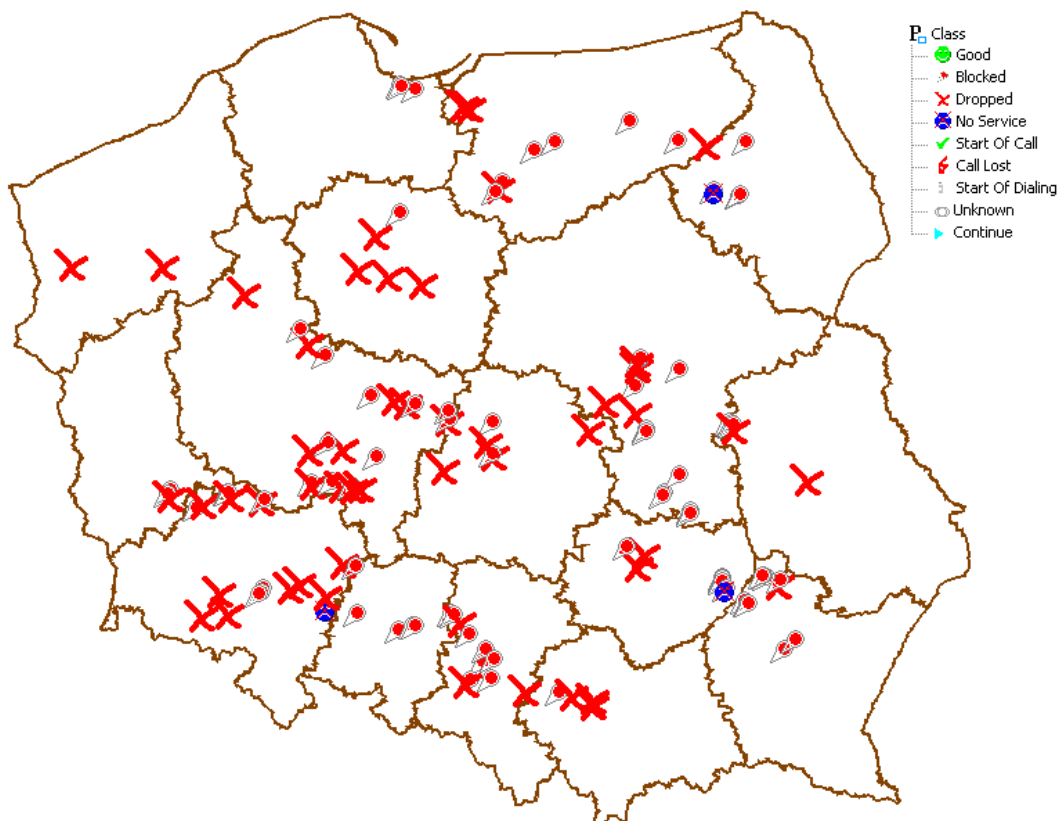 P Class
Good
Blocked
Dropped
No Service
Start Of Call
Call Lost
Start Of Dialing
Unknown
Continue